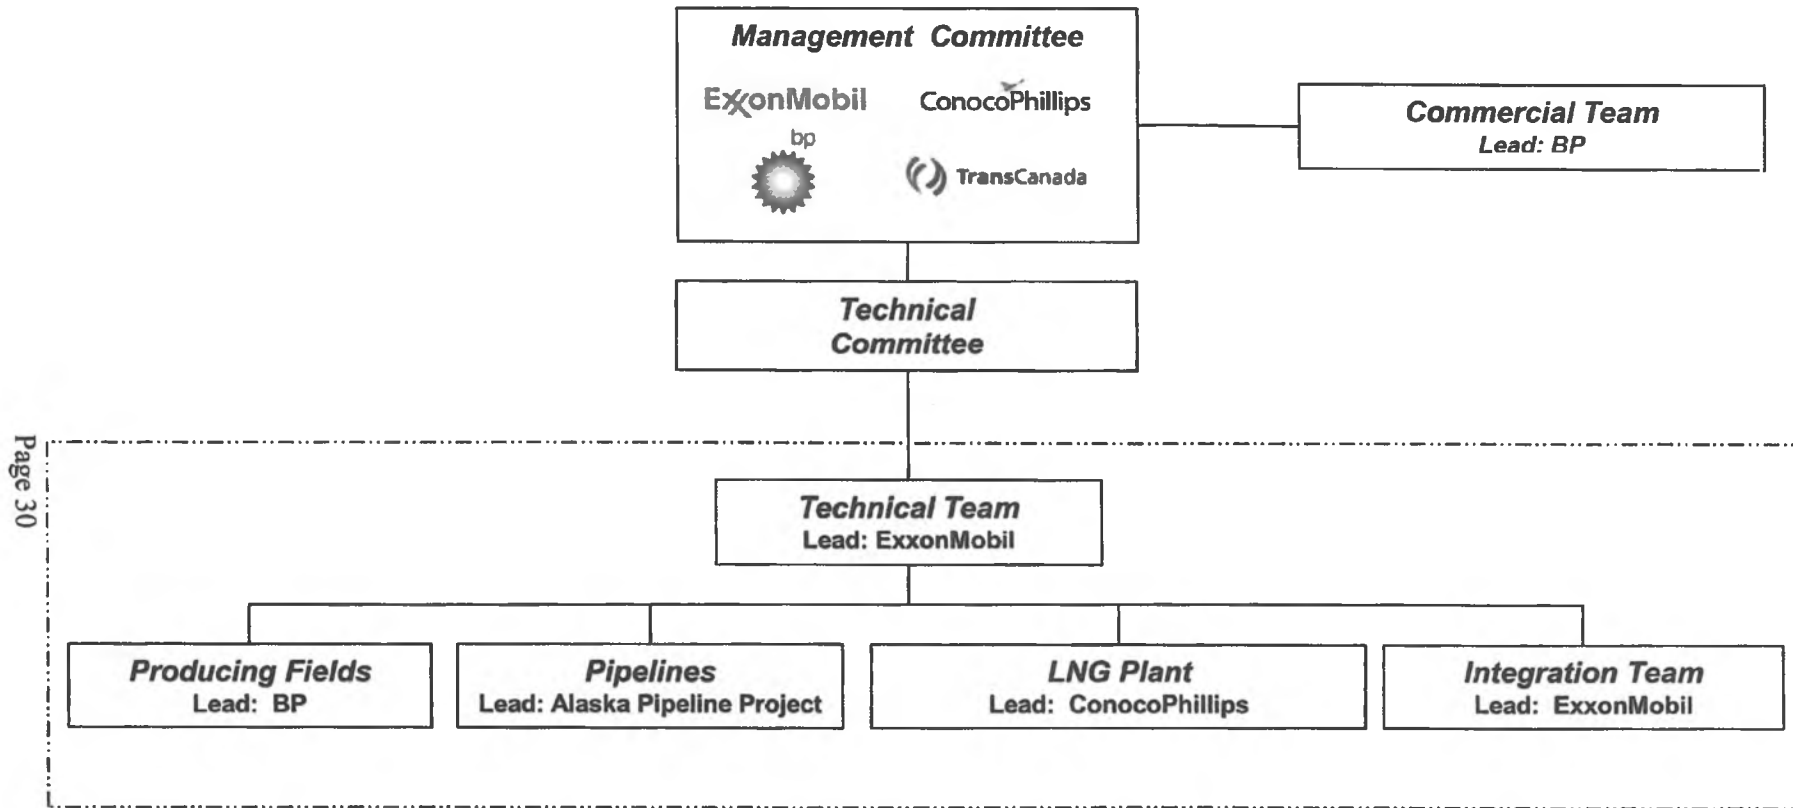 Management Committee
ExxonMobil
ConocoPhillips
bp
TransCanada
Commercial Team
Lead: BP
Technical
Committee
Page 30
Technical Team
Lead: ExxonMobil
Producing Fields
Lead: BP
Pipelines
Lead: Alaska Pipeline Project
LNG Plant
Lead: ConocoPhillips
Integration Team
Lead: ExxonMobil